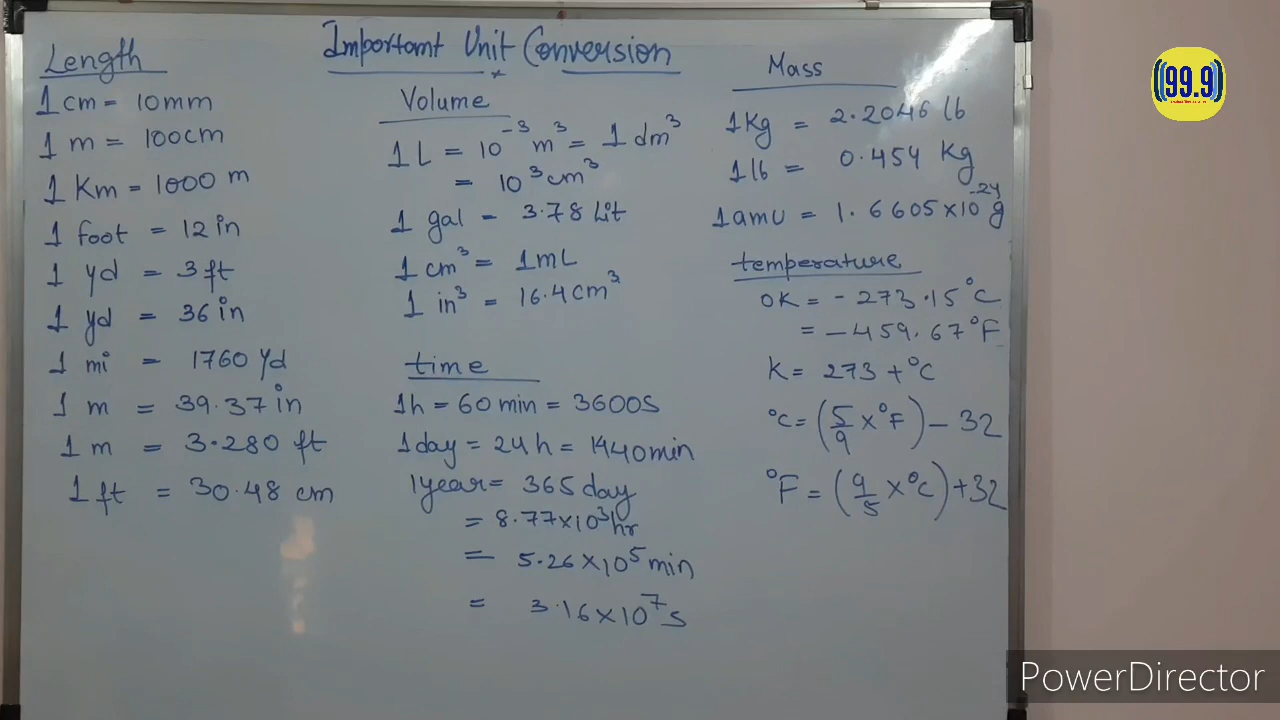 Important Unit Conversion
Length
1 cm = 10mm
1 m = 100cm
1 Km = 1000 m
1 foot = 12 in
1 yd = 3 ft
1 yd = 36 in
1 mi = 1760 yd
1 m = 39.37 in
1 m = 3.280 ft
1 ft = 30.48 cm
Volume
1 L = 10⁻³ m³ = 1 dm³
= 10³ cm³
1 gal = 3.78 Lit
1 cm³ = 1mL
1 in³ = 16.4 cm³
time
1h = 60 min = 3600s
1 day = 24 h = 1440 min
1 year = 365 day
= 8.77×10³ hr
= 5.26×10⁵ min
= 3.16×10⁷ s
Mass
1 Kg = 2.2046 lb
1 lb = 0.454 Kg
1 amu = 1.6605×10⁻²⁴ g
temperature
0K = -273.15°C
= -459.67°F
K = 273 + °C
°C = (5/9 × °F) - 32
°F = (9/5 × °C) + 32
99.9
PowerDirector